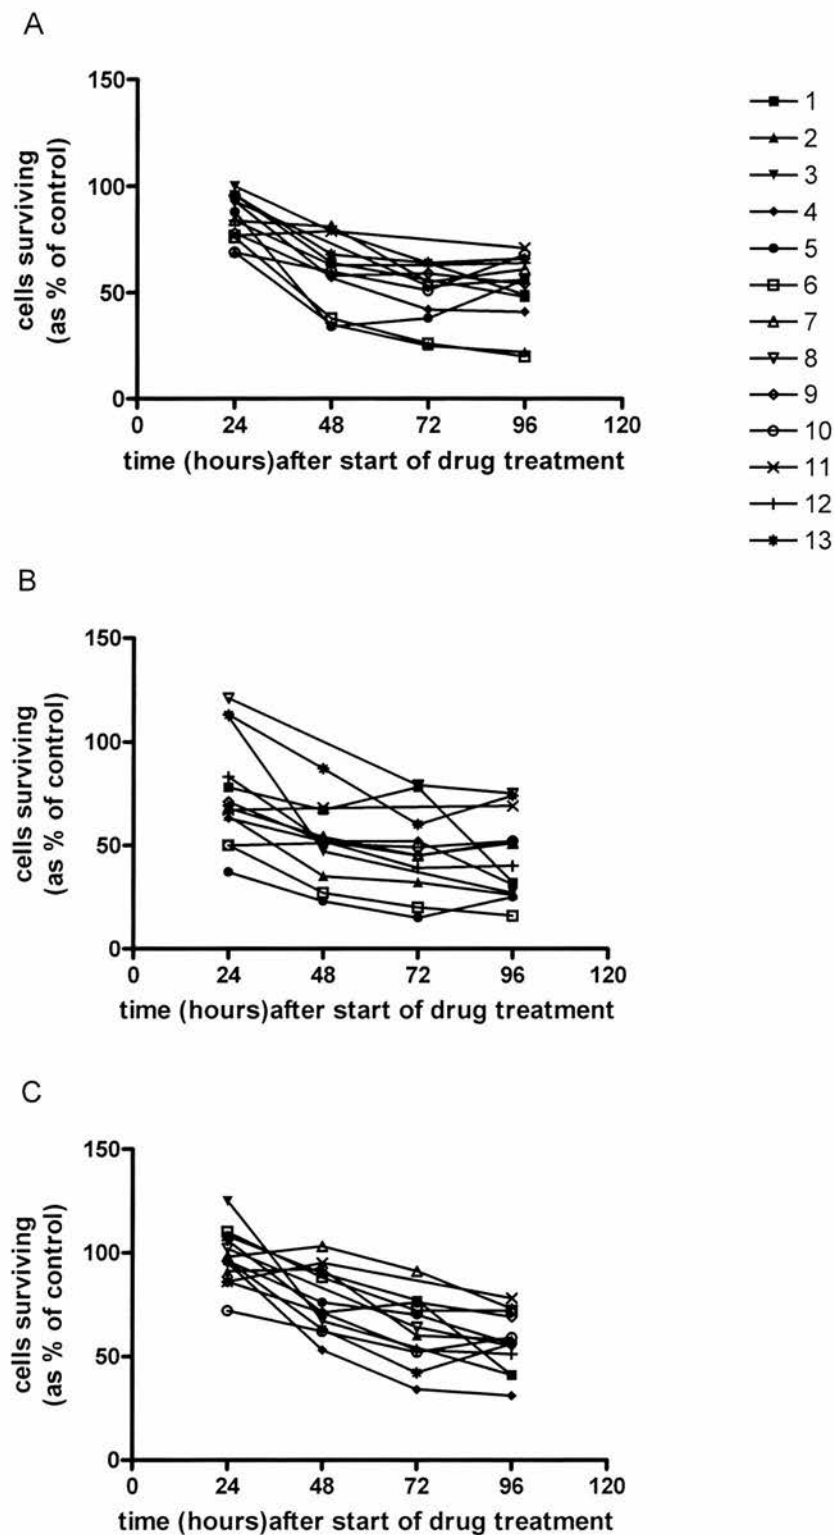 A
150
100
50
0
cells surviving
(as % of control)
0 24 48 72 96 120
time (hours)after start of drug treatment
1
2
3
4
5
6
7
8
9
10
11
12
13
B
150
100
50
0
cells surviving
(as % of control)
0 24 48 72 96 120
time (hours)after start of drug treatment
C
150
100
50
0
cells surviving
(as % of control)
0 24 48 72 96 120
time (hours)after start of drug treatment